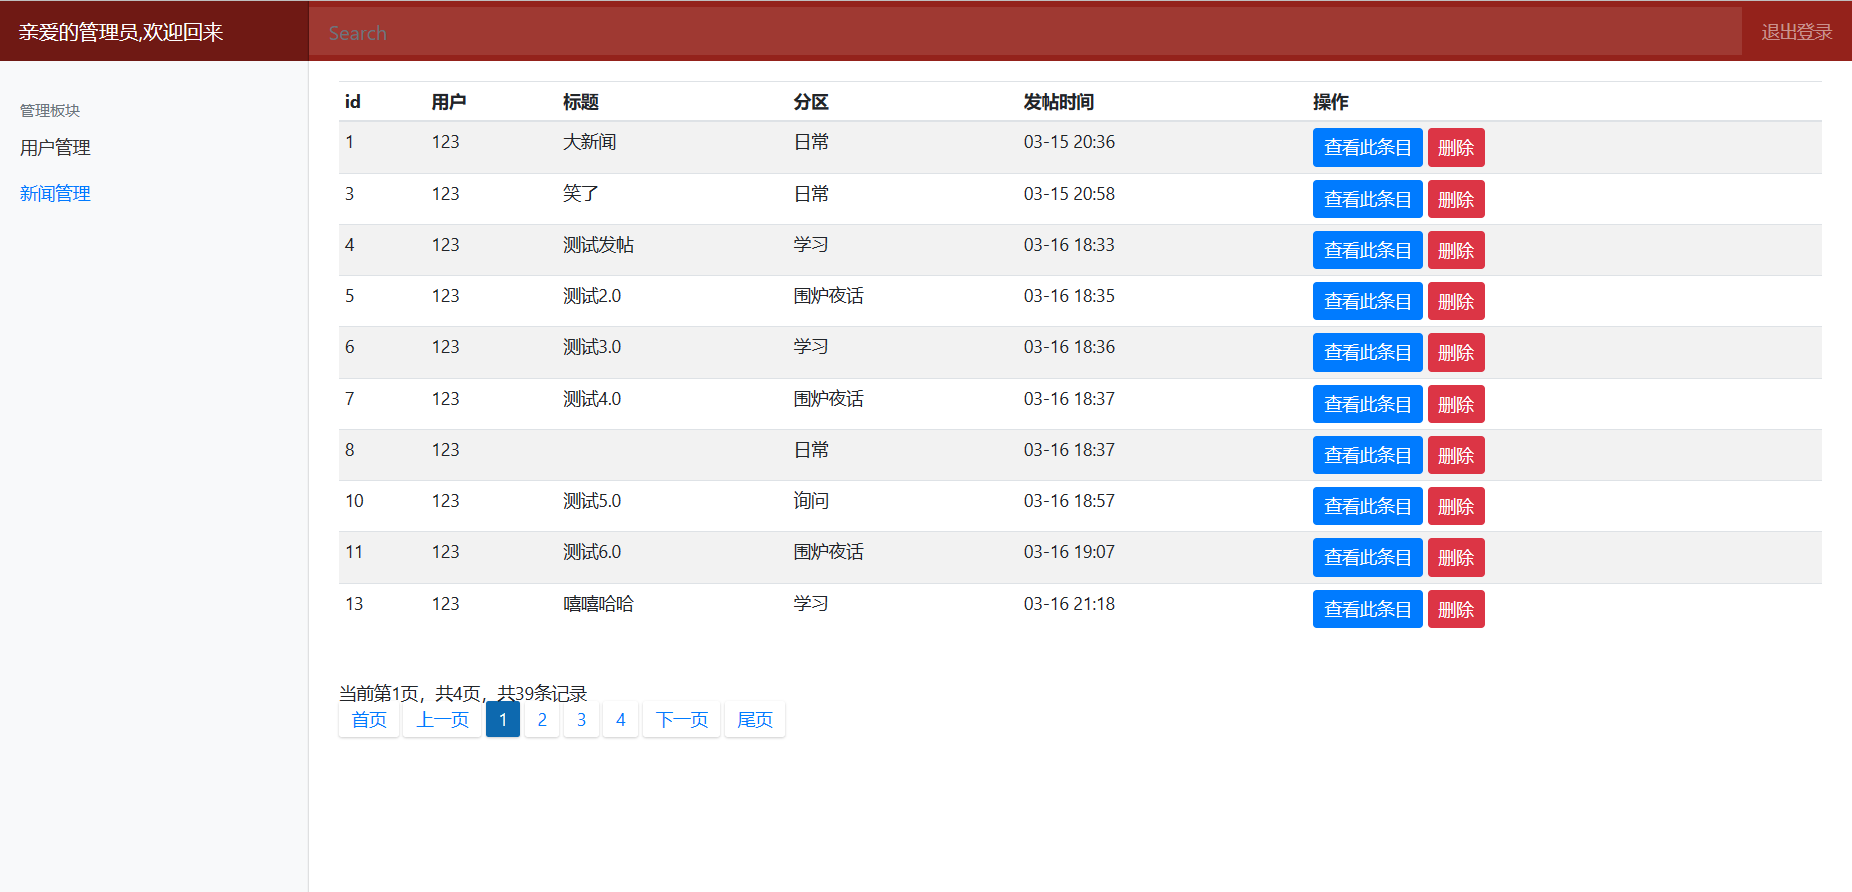 亲爱的管理员,欢迎回来 Search 退出登录
管理板块
用户管理
新闻管理
id 用户 标题 分区 发帖时间 操作
1 123 大新闻 日常 03-15 20:36 查看此条目 删除
3 123 笑了 日常 03-15 20:58 查看此条目 删除
4 123 测试发帖 学习 03-16 18:33 查看此条目 删除
5 123 测试2.0 围炉夜话 03-16 18:35 查看此条目 删除
6 123 测试3.0 学习 03-16 18:36 查看此条目 删除
7 123 测试4.0 围炉夜话 03-16 18:37 查看此条目 删除
8 123 日常 03-16 18:37 查看此条目 删除
10 123 测试5.0 询问 03-16 18:57 查看此条目 删除
11 123 测试6.0 围炉夜话 03-16 19:07 查看此条目 删除
13 123 嘻嘻哈哈 学习 03-16 21:18 查看此条目 删除
当前第1页，共4页，共39条记录
首页 上一页 1 2 3 4 下一页 尾页